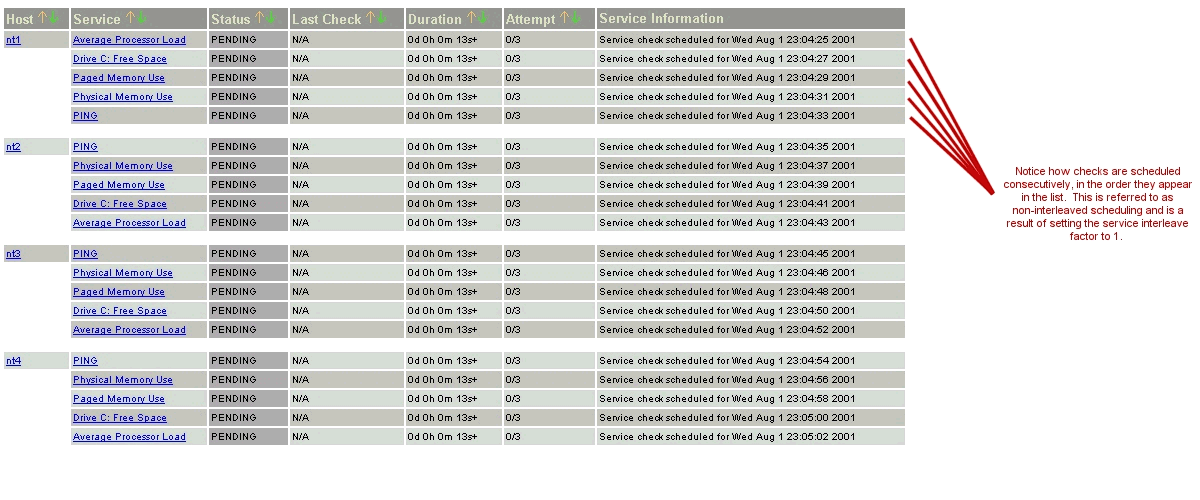 Host Service Status Last Check Duration Attempt Service Information
nt1 Average Processor Load PENDING N/A 0d 0h 0m 13s+ 0/3 Service check scheduled for Wed Aug 1 23:04:25 2001
Drive C: Free Space PENDING N/A 0d 0h 0m 13s+ 0/3 Service check scheduled for Wed Aug 1 23:04:27 2001
Paged Memory Use PENDING N/A 0d 0h 0m 13s+ 0/3 Service check scheduled for Wed Aug 1 23:04:29 2001
Physical Memory Use PENDING N/A 0d 0h 0m 13s+ 0/3 Service check scheduled for Wed Aug 1 23:04:31 2001
PING PENDING N/A 0d 0h 0m 13s+ 0/3 Service check scheduled for Wed Aug 1 23:04:33 2001
nt2 PING PENDING N/A 0d 0h 0m 13s+ 0/3 Service check scheduled for Wed Aug 1 23:04:35 2001
Physical Memory Use PENDING N/A 0d 0h 0m 13s+ 0/3 Service check scheduled for Wed Aug 1 23:04:37 2001
Paged Memory Use PENDING N/A 0d 0h 0m 13s+ 0/3 Service check scheduled for Wed Aug 1 23:04:39 2001
Drive C: Free Space PENDING N/A 0d 0h 0m 13s+ 0/3 Service check scheduled for Wed Aug 1 23:04:41 2001
Average Processor Load PENDING N/A 0d 0h 0m 13s+ 0/3 Service check scheduled for Wed Aug 1 23:04:43 2001
nt3 PING PENDING N/A 0d 0h 0m 13s+ 0/3 Service check scheduled for Wed Aug 1 23:04:45 2001
Physical Memory Use PENDING N/A 0d 0h 0m 13s+ 0/3 Service check scheduled for Wed Aug 1 23:04:46 2001
Paged Memory Use PENDING N/A 0d 0h 0m 13s+ 0/3 Service check scheduled for Wed Aug 1 23:04:48 2001
Drive C: Free Space PENDING N/A 0d 0h 0m 13s+ 0/3 Service check scheduled for Wed Aug 1 23:04:50 2001
Average Processor Load PENDING N/A 0d 0h 0m 13s+ 0/3 Service check scheduled for Wed Aug 1 23:04:52 2001
nt4 PING PENDING N/A 0d 0h 0m 13s+ 0/3 Service check scheduled for Wed Aug 1 23:04:54 2001
Physical Memory Use PENDING N/A 0d 0h 0m 13s+ 0/3 Service check scheduled for Wed Aug 1 23:04:56 2001
Paged Memory Use PENDING N/A 0d 0h 0m 13s+ 0/3 Service check scheduled for Wed Aug 1 23:04:58 2001
Drive C: Free Space PENDING N/A 0d 0h 0m 13s+ 0/3 Service check scheduled for Wed Aug 1 23:05:00 2001
Average Processor Load PENDING N/A 0d 0h 0m 13s+ 0/3 Service check scheduled for Wed Aug 1 23:05:02 2001
Notice how checks are scheduled
consecutively, in the order they appear
in the list. This is referred to as
non-interleaved scheduling and is a
result of setting the service interleave
factor to 1.